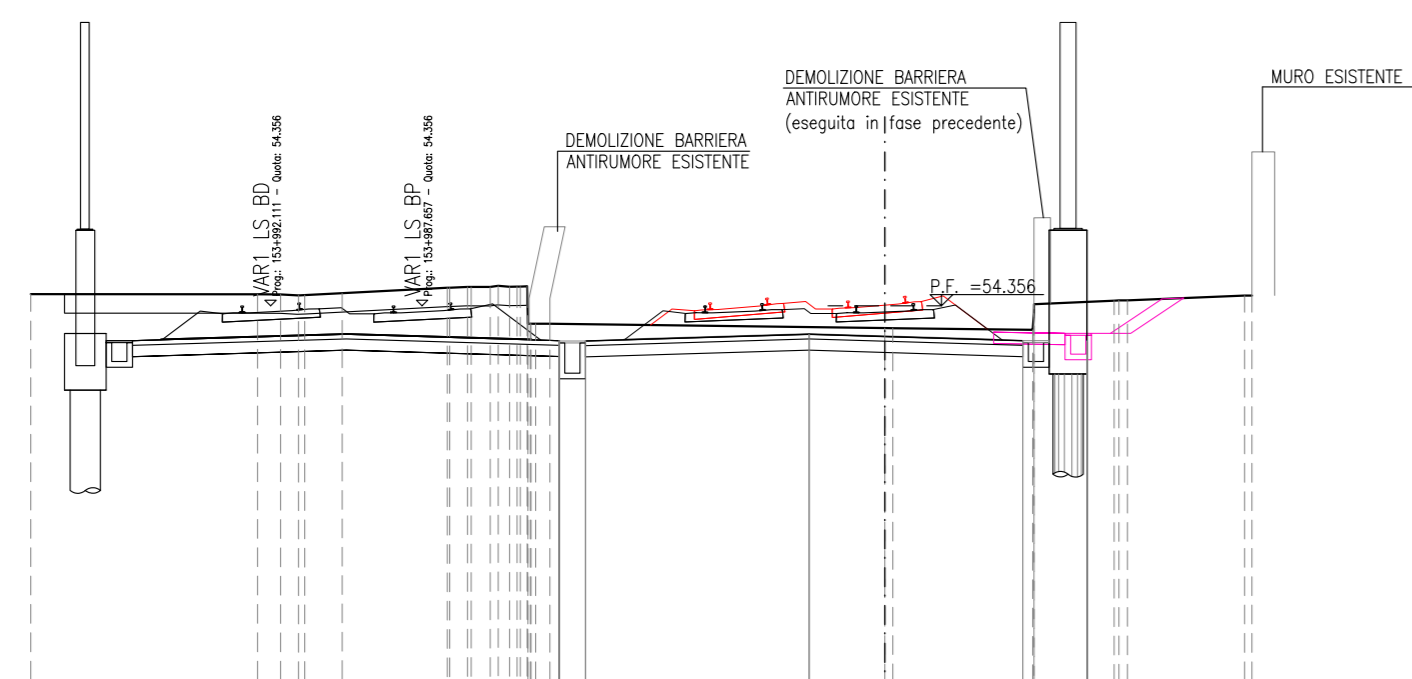 DEMOLIZIONE BARRIERA
ANTIRUMORE ESISTENTE
(eseguita in fase precedente)
MURO ESISTENTE
DEMOLIZIONE BARRIERA
ANTIRUMORE ESISTENTE
VAR1 LS BD
Prog.: 153+992.111 - Quota: 54.356
VAR1 LS BP
Prog.: 153+987.657 - Quota: 54.356
P.F. =54.356